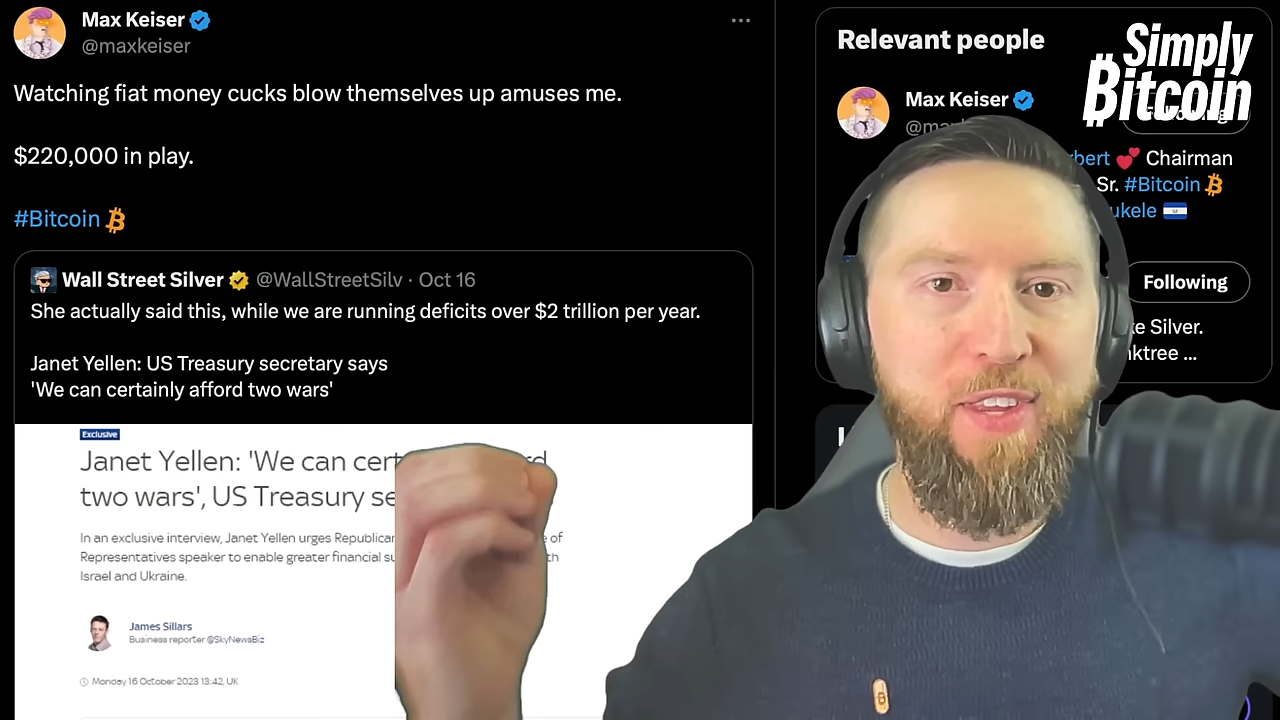 Max Keiser
@maxkeiser
Watching fiat money cucks blow themselves up amuses me.
$220,000 in play.
#Bitcoin
Wall Street Silver @WallStreetSilv · Oct 16
She actually said this, while we are running deficits over $2 trillion per year.
Janet Yellen: US Treasury secretary says
'We can certainly afford two wars'
Exclusive
Janet Yellen: 'We can
two wars', US Treasury
In an exclusive interview, Janet Yellen urges
Representatives speaker to enable greater financial
Israel and Ukraine.
James Sillars
Business reporter @SkyNewsBiz
Monday 16 October 2023 13:42, UK
Relevant people
Simply
Bitcoin
Max Keiser
Chairman
Sr. #Bitcoin
Following
Silver.